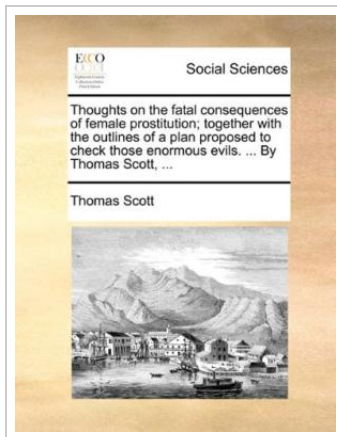 ECCO
Social Sciences
Thoughts on the fatal consequences
of female prostitution; together with
the outlines of a plan proposed to
check those enormous evils. ... By
Thomas Scott, ...
Thomas Scott